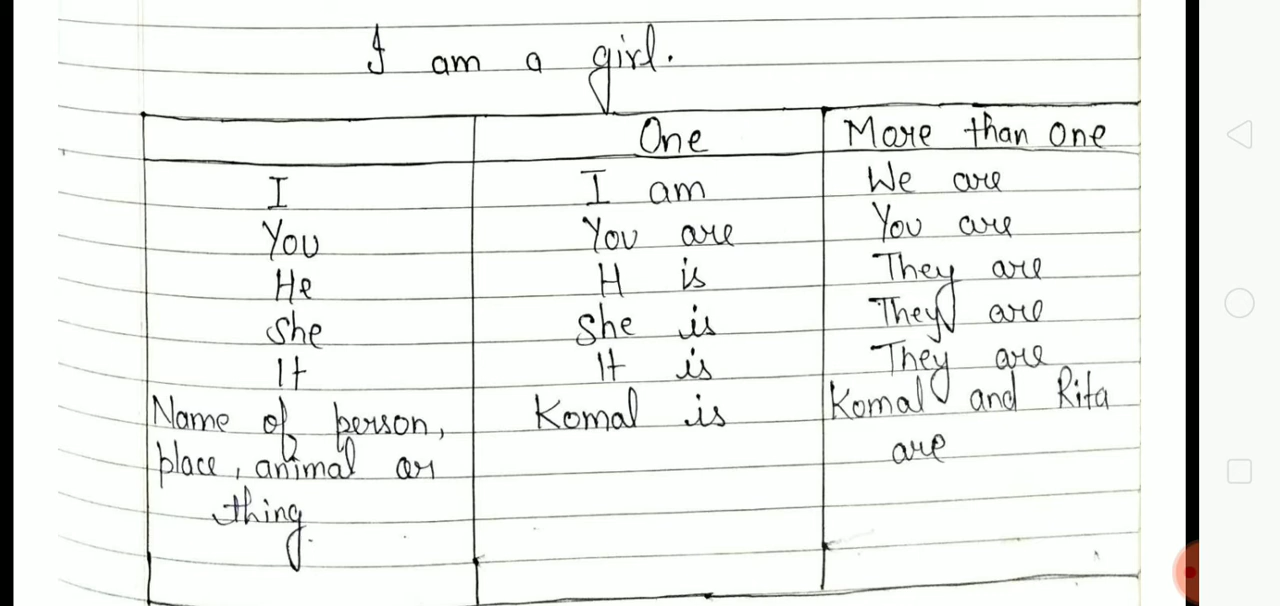 I am a girl.
One More than one
I I am We are
You You are You are
He H is They are
She She is They are
It It is They are
Name of person, Komal is Komal and Rita
place, animal or are
thing.